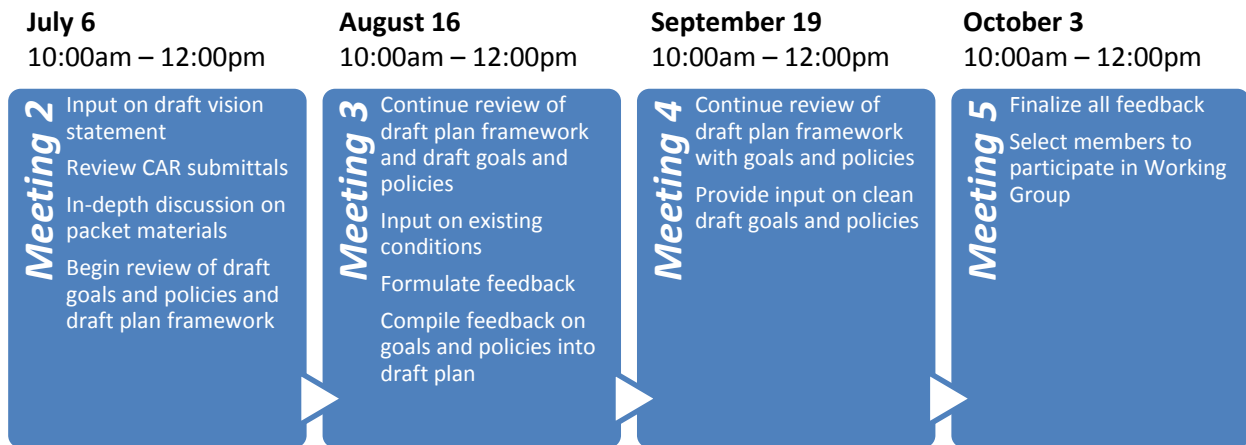 July 6
10:00am – 12:00pm
Meeting 2
Input on draft vision
statement
Review CAR submittals
In-depth discussion on
packet materials
Begin review of draft
goals and policies and
draft plan framework
August 16
10:00am – 12:00pm
Meeting 3
Continue review of
draft plan framework
and draft goals and
policies
Input on existing
conditions
Formulate feedback
Compile feedback on
goals and policies into
draft plan
September 19
10:00am – 12:00pm
Meeting 4
Continue review of
draft plan framework
with goals and policies
Provide input on clean
draft goals and policies
October 3
10:00am – 12:00pm
Meeting 5
Finalize all feedback
Select members to
participate in Working
Group